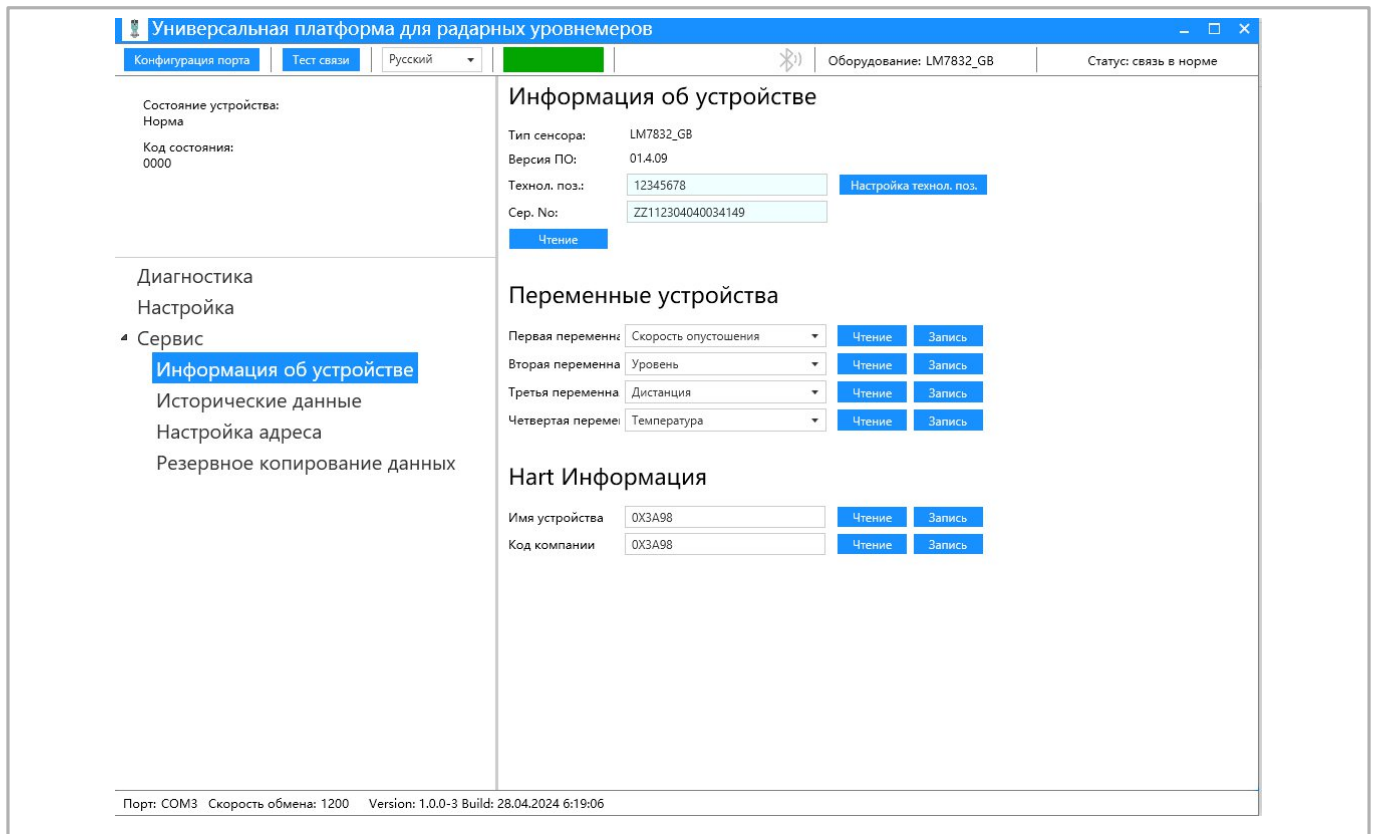 Универсальная платформа для радарных уровнемеров
Конфигурация порта Тест связи Русский Оборудование: LM7832_GB Статус: связь в норме
Состояние устройства:
Норма
Код состояния:
0000
Диагностика
Настройка
Сервис
Информация об устройстве
Исторические данные
Настройка адреса
Резервное копирование данных
Информация об устройстве
Тип сенсора: LM7832_GB
Версия ПО: 01.4.09
Технол. поз.: 12345678 Настройка технол. поз.
Сер. No: ZZ112304040034149
Чтение
Переменные устройства
Первая переменна Скорость опустошения Чтение Запись
Вторая переменна Уровень Чтение Запись
Третья переменна Дистанция Чтение Запись
Четвертая переме Температура Чтение Запись
Hart Информация
Имя устройства 0X3A98 Чтение Запись
Код компании 0X3A98 Чтение Запись
Порт: COM3 Скорость обмена: 1200 Version: 1.0.0-3 Build: 28.04.2024 6:19:06